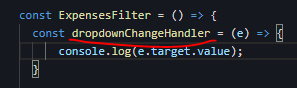 const ExpensesFilter = () => {
const dropdownChangeHandler = (e) => {
console.log(e.target.value);
}